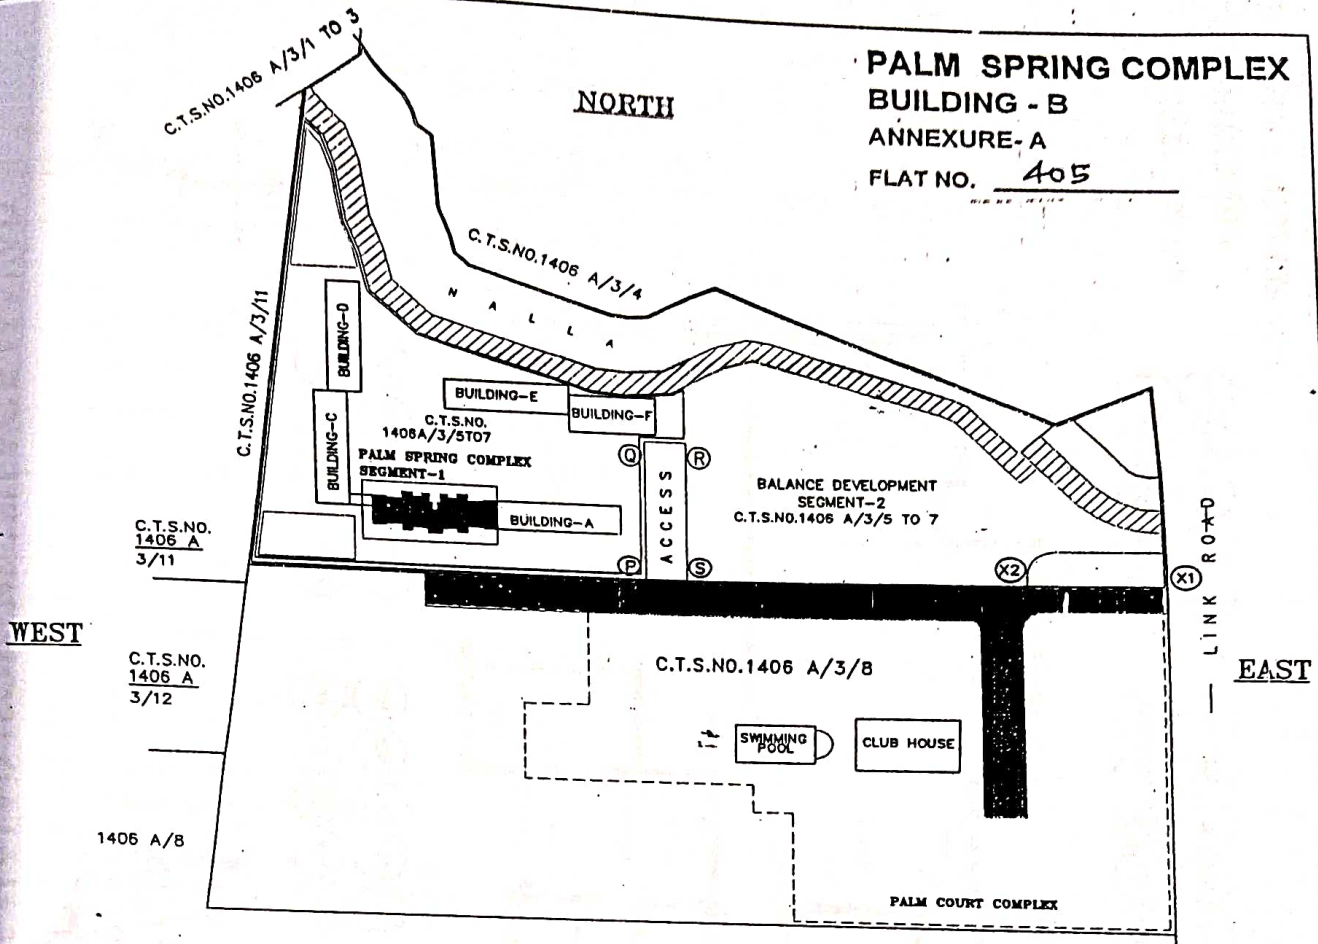 PALM SPRING COMPLEX
BUILDING - B
ANNEXURE- A
FLAT NO. 405
NORTH
C.T.S.NO.1406 A/3/1 TO 3
C.T.S.NO.1406 A/3/4
NALLA
C.T.S.NO.1406 A/3/11
BUILDING-D
BUILDING-C
BUILDING-E
BUILDING-F
C.T.S.NO.
1406A/3/5TO7
PALM SPRING COMPLEX
SEGMENT-1
BUILDING-A
Q
R
ACCESS
P
S
BALANCE DEVELOPMENT
SEGMENT-2
C.T.S.NO.1406 A/3/5 TO 7
X2
X1
LINK ROAD
C.T.S.NO.
1406 A
3/11
WEST
EAST
C.T.S.NO.
1406 A
3/12
C.T.S.NO.1406 A/3/8
SWIMMING
POOL
CLUB HOUSE
1406 A/8
PALM COURT COMPLEX